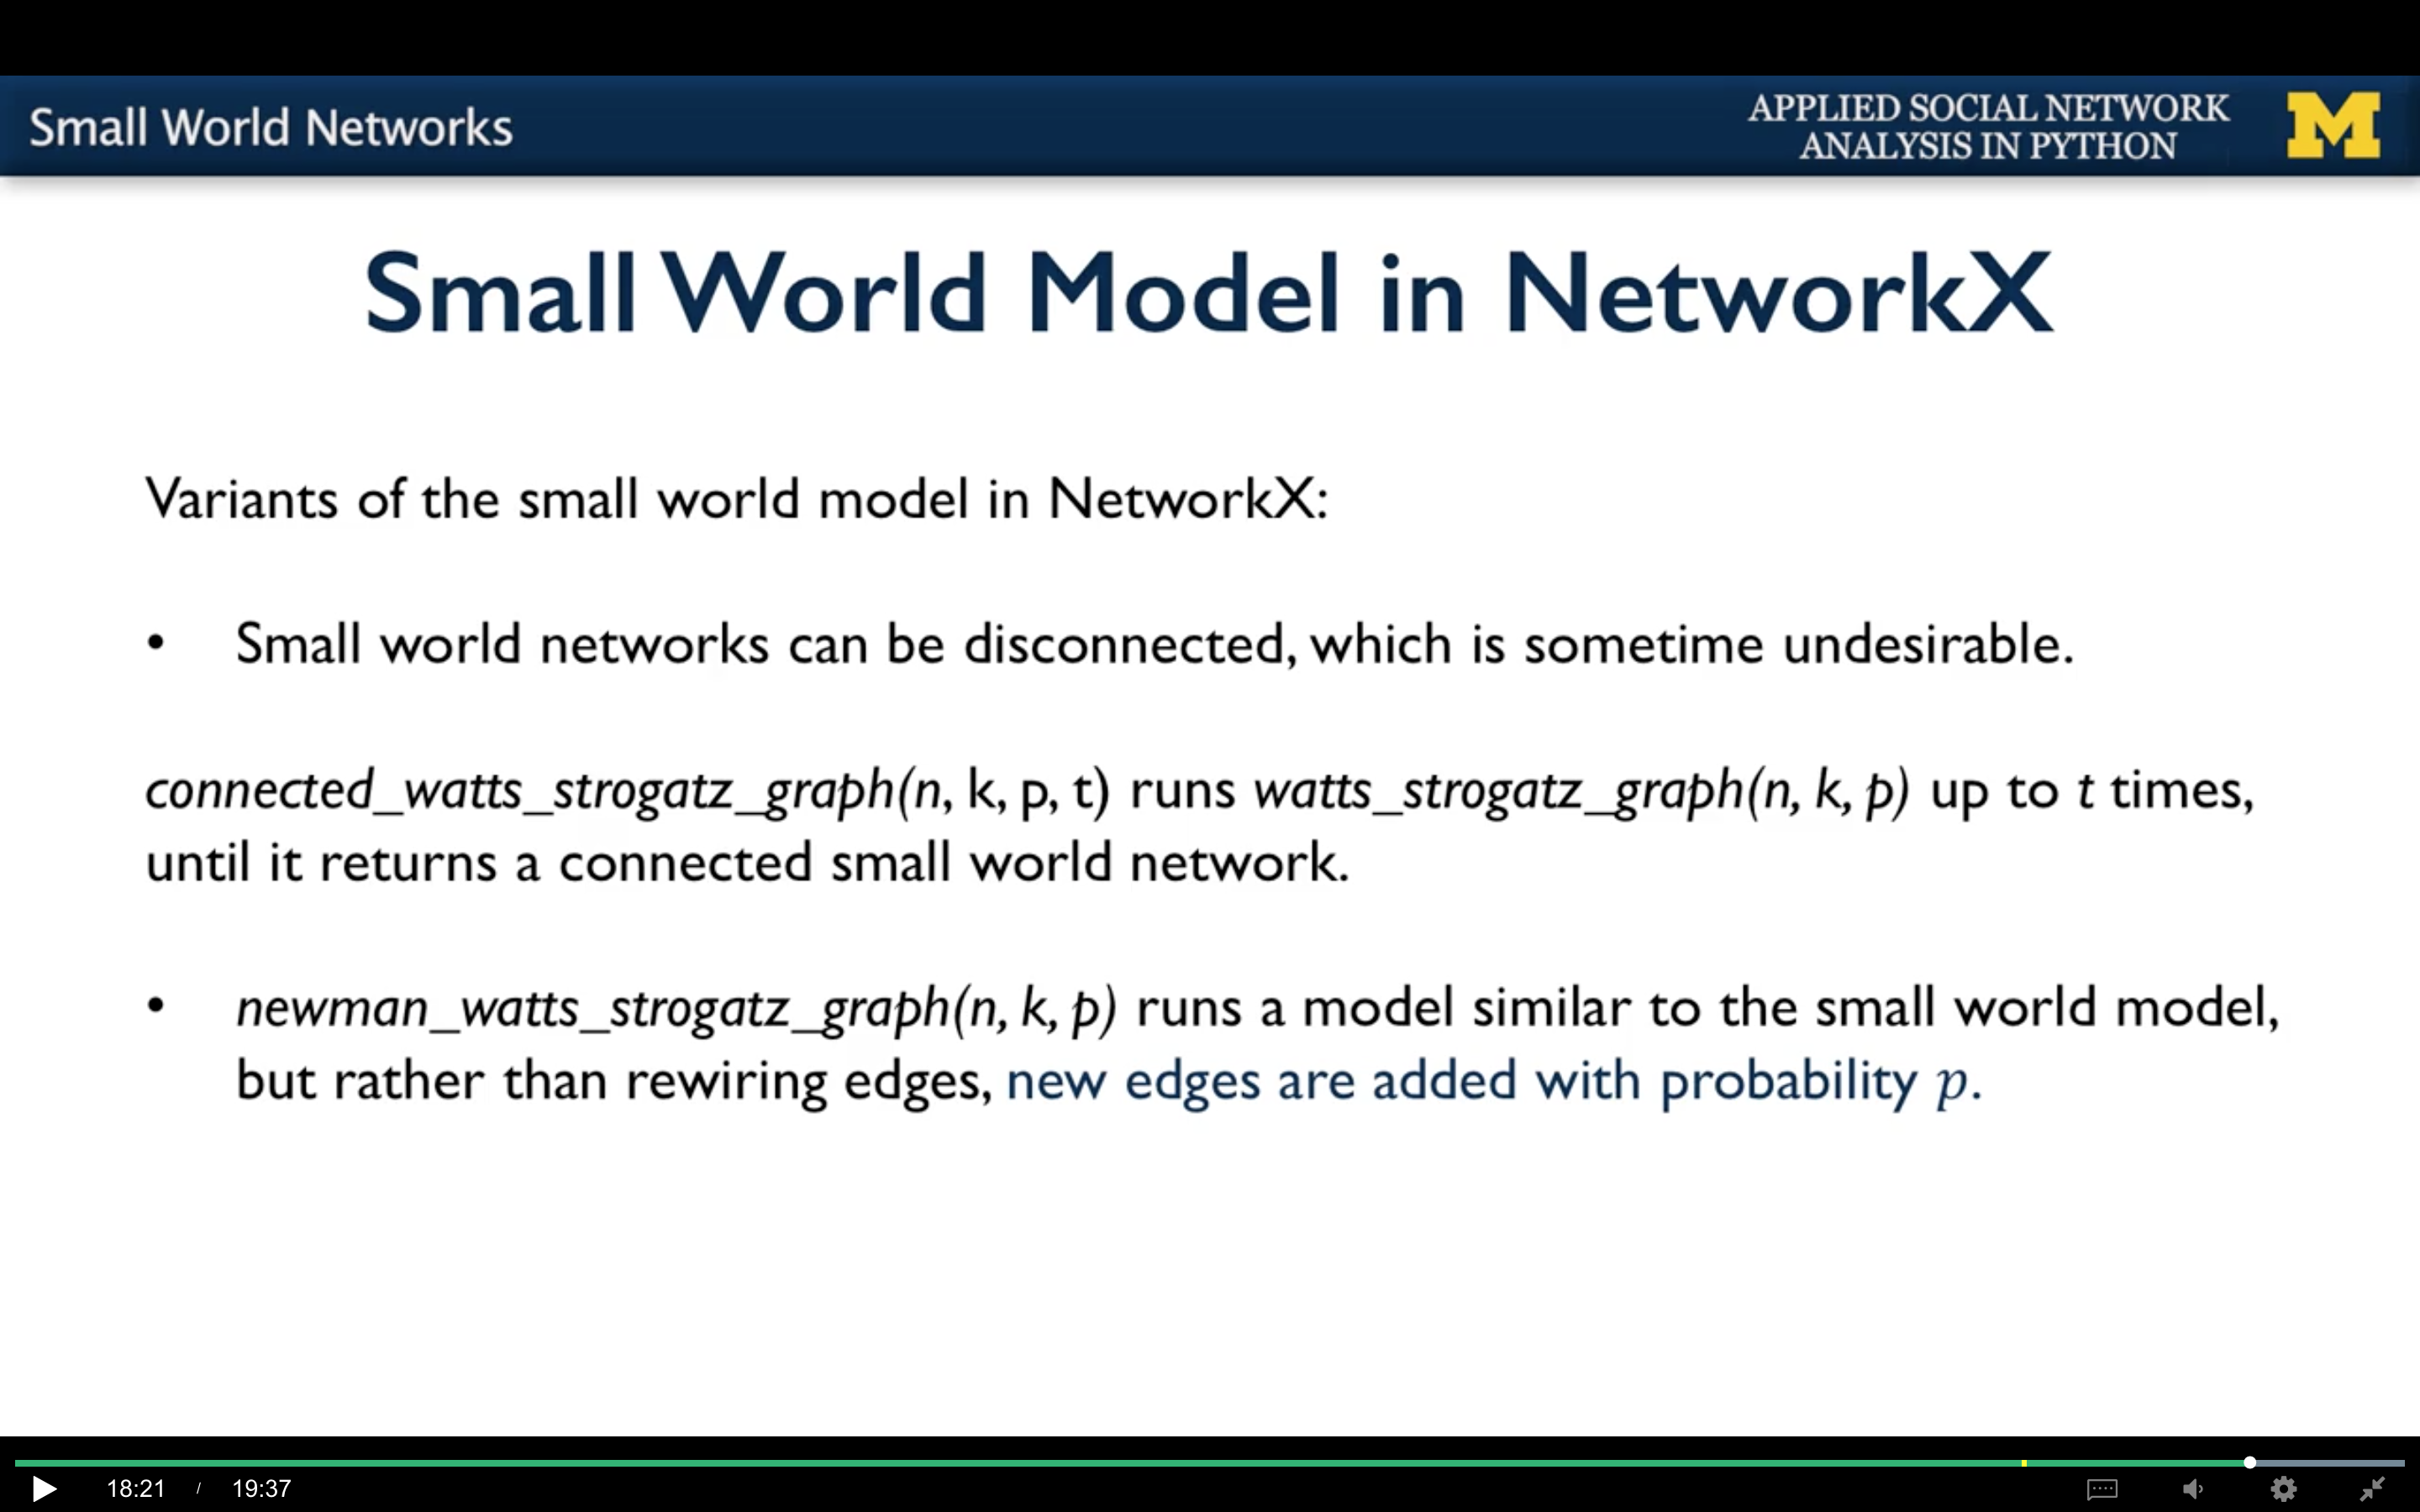 Small World Networks
APPLIED SOCIAL NETWORK
ANALYSIS IN PYTHON
M
Small World Model in NetworkX
Variants of the small world model in NetworkX:
• Small world networks can be disconnected, which is sometime undesirable.
connected_watts_strogatz_graph(n, k, p, t) runs watts_strogatz_graph(n, k, p) up to t times,
until it returns a connected small world network.
• newman_watts_strogatz_graph(n, k, p) runs a model similar to the small world model,
but rather than rewiring edges, new edges are added with probability p.
18:21 / 19:37